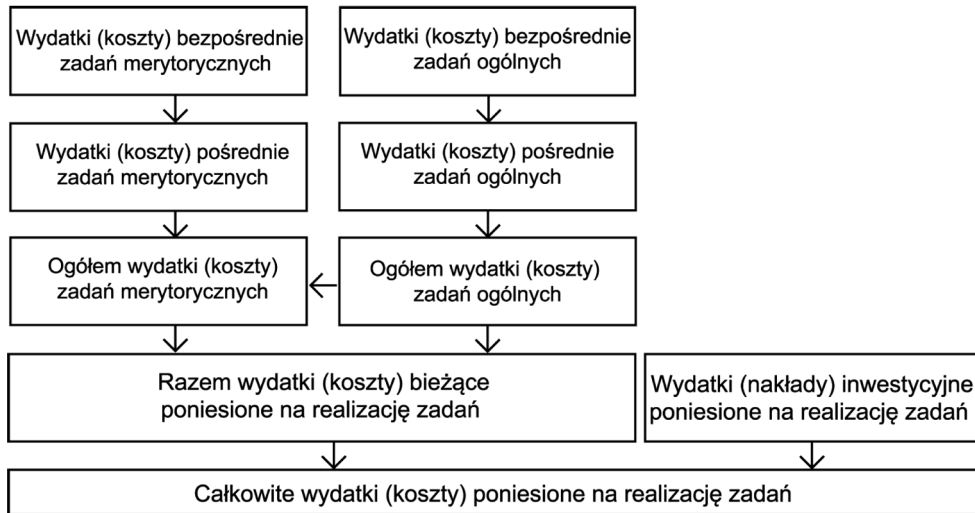 Wydatki (koszty) bezpośrednie
zadań merytorycznych
Wydatki (koszty) bezpośrednie
zadań ogólnych
Wydatki (koszty) pośrednie
zadań merytorycznych
Wydatki (koszty) pośrednie
zadań ogólnych
Ogółem wydatki (koszty)
zadań merytorycznych
Ogółem wydatki (koszty)
zadań ogólnych
Razem wydatki (koszty) bieżące
poniesione na realizację zadań
Wydatki (nakłady) inwestycyjne
poniesione na realizację zadań
Całkowite wydatki (koszty) poniesione na realizację zadań